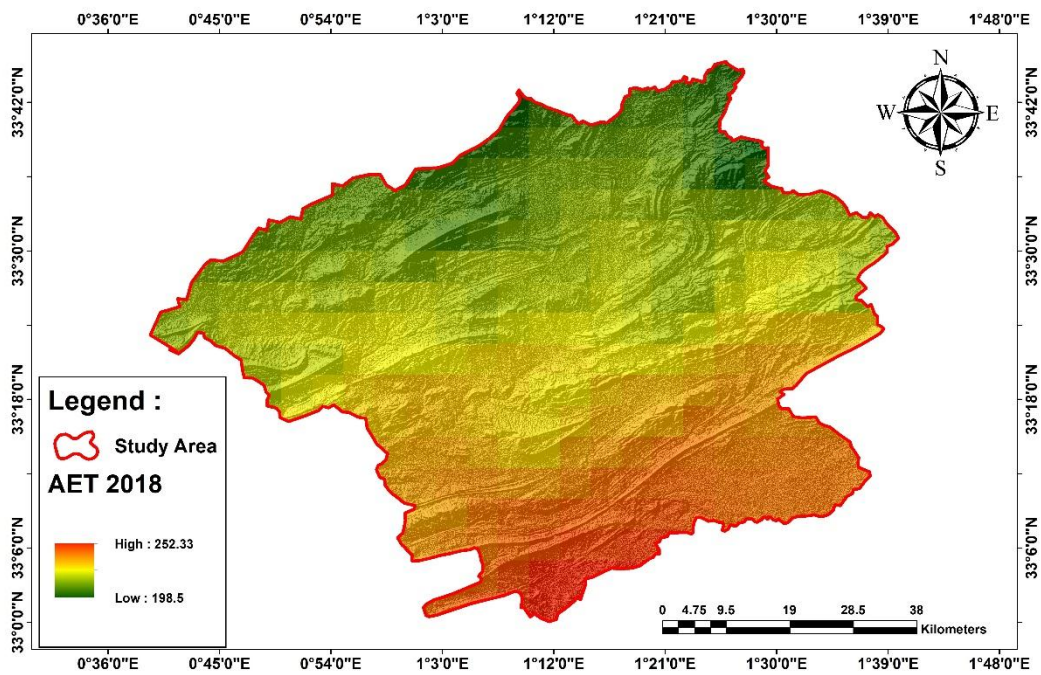 0°36'0"E 0°45'0"E 0°54'0"E 1°3'0"E 1°12'0"E 1°21'0"E 1°30'0"E 1°39'0"E 1°48'0"E
N
W E
S
33°42'0"N 33°42'0"N
33°30'0"N 33°30'0"N
33°18'0"N 33°18'0"N
33°6'0"N 33°6'0"N
33°0'0"N 33°0'0"N
Legend :
Study Area
AET 2018
High : 252.33
Low : 198.5
0 4.75 9.5 19 28.5 38
Kilometers
0°36'0"E 0°45'0"E 0°54'0"E 1°3'0"E 1°12'0"E 1°21'0"E 1°30'0"E 1°39'0"E 1°48'0"E